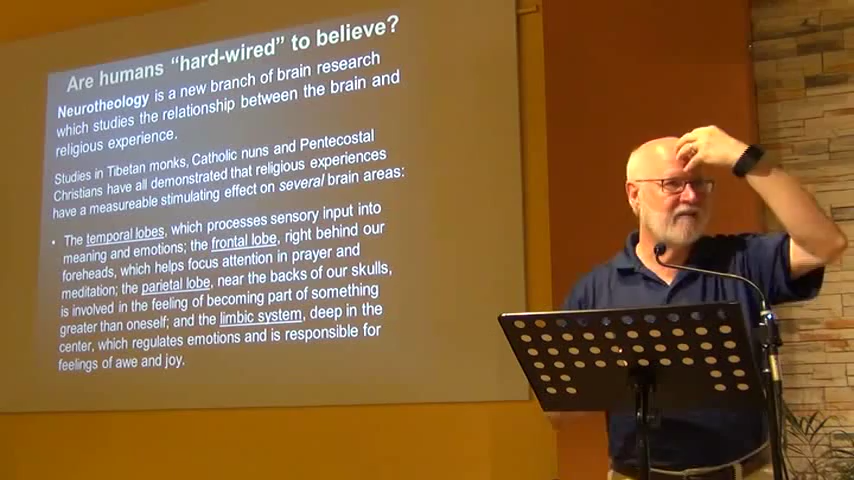 Are humans “hard-wired” to believe?
Neurotheology is a new branch of brain research
which studies the relationship between the brain and
religious experience.
Studies in Tibetan monks, Catholic nuns and Pentecostal
Christians have all demonstrated that religious experiences
have a measureable stimulating effect on several brain areas:
• The temporal lobes, which processes sensory input into
meaning and emotions; the frontal lobe, right behind our
foreheads, which helps focus attention in prayer and
meditation; the parietal lobe, near the backs of our skulls,
is involved in the feeling of becoming part of something
greater than oneself; and the limbic system, deep in the
center, which regulates emotions and is responsible for
feelings of awe and joy.